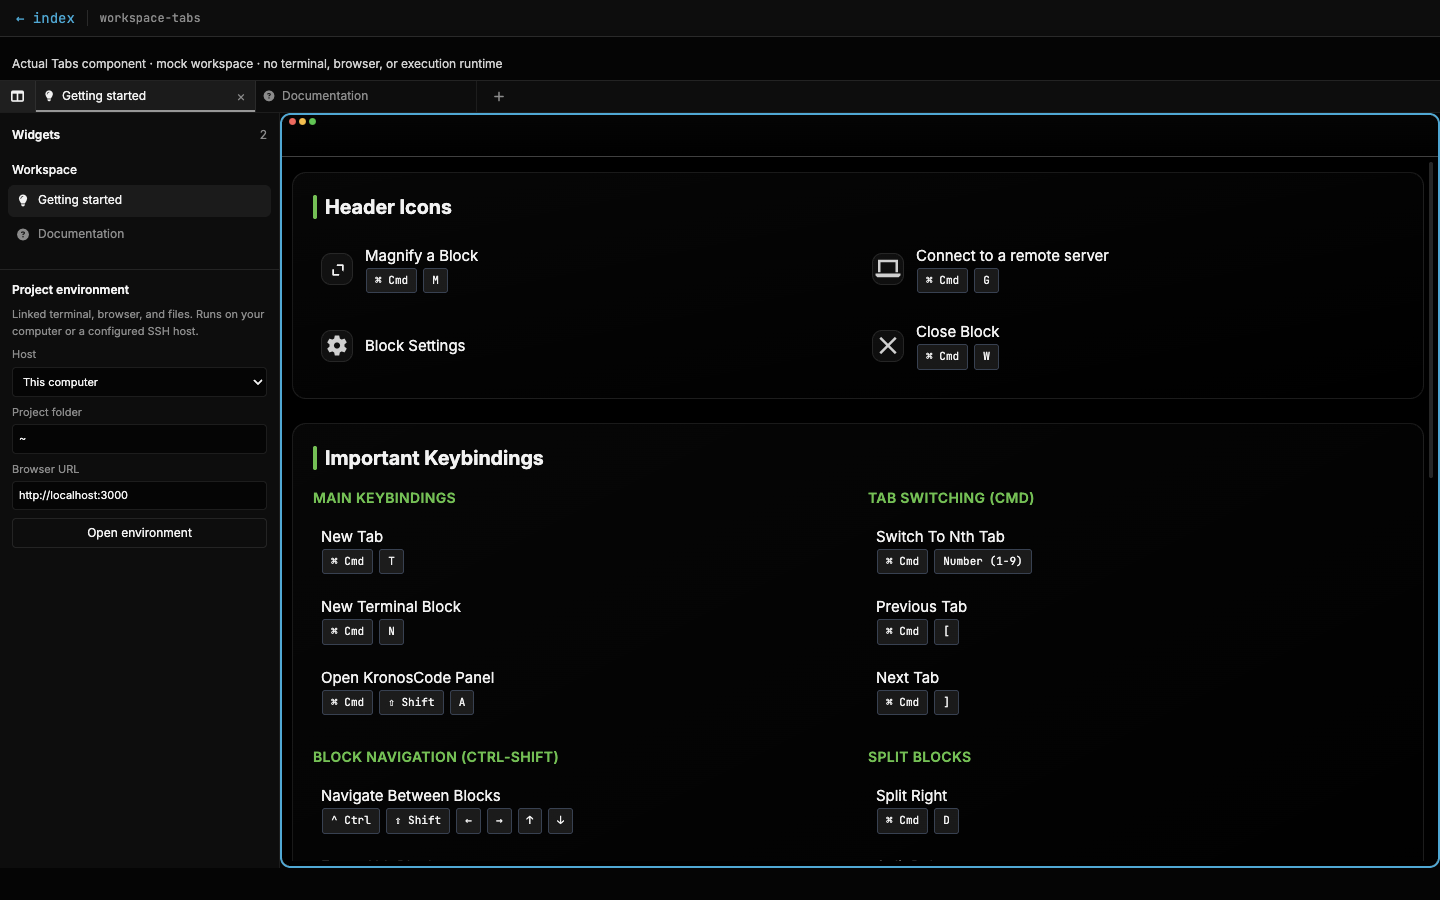 ← index
workspace-tabs
Actual Tabs component · mock workspace · no terminal, browser, or execution runtime
Getting started ×
Documentation
+
Widgets 2
Workspace
Getting started
Documentation
Project environment
Linked terminal, browser, and files. Runs on your
computer or a configured SSH host.
Host
This computer
Project folder
~
Browser URL
http://localhost:3000
Open environment
Header Icons
Magnify a Block
⌘ Cmd M
Connect to a remote server
⌘ Cmd G
Block Settings
Close Block
⌘ Cmd W
Important Keybindings
MAIN KEYBINDINGS
New Tab
⌘ Cmd T
New Terminal Block
⌘ Cmd N
Open KronosCode Panel
⌘ Cmd ⇧ Shift A
TAB SWITCHING (CMD)
Switch To Nth Tab
⌘ Cmd Number (1-9)
Previous Tab
⌘ Cmd [
Next Tab
⌘ Cmd ]
BLOCK NAVIGATION (CTRL-SHIFT)
Navigate Between Blocks
^ Ctrl ⇧ Shift ← → ↑ ↓
SPLIT BLOCKS
Split Right
⌘ Cmd D